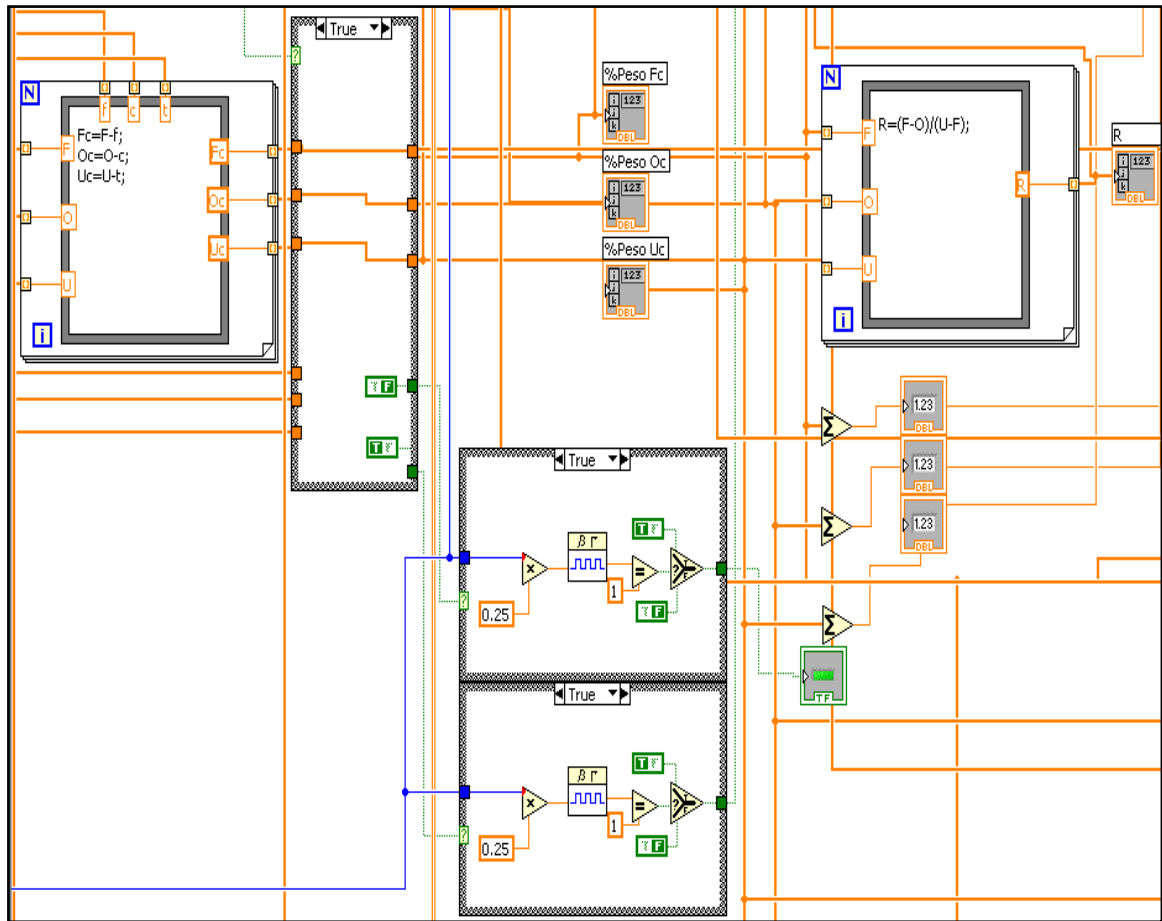 True
N
f c t
F
Fc=F-f;
Oc=O-c;
Uc=U-t;
Fc
O
Oc
U
Uc
i
?
F
T
%Peso Fc
i 123
j
k
DBL
%Peso Oc
i 123
j
k
DBL
%Peso Uc
i 123
j
k
DBL
N
F
R=(F-O)/(U-F);
O
R
U
i
R
i 123
j
k
DBL
Σ
1.23
DBL
Σ
1.23
DBL
1.23
DBL
Σ
TF
True
T
β
x
=
1
?
F
F
?
0.25
True
T
β
x
=
1
?
F
F
?
0.25